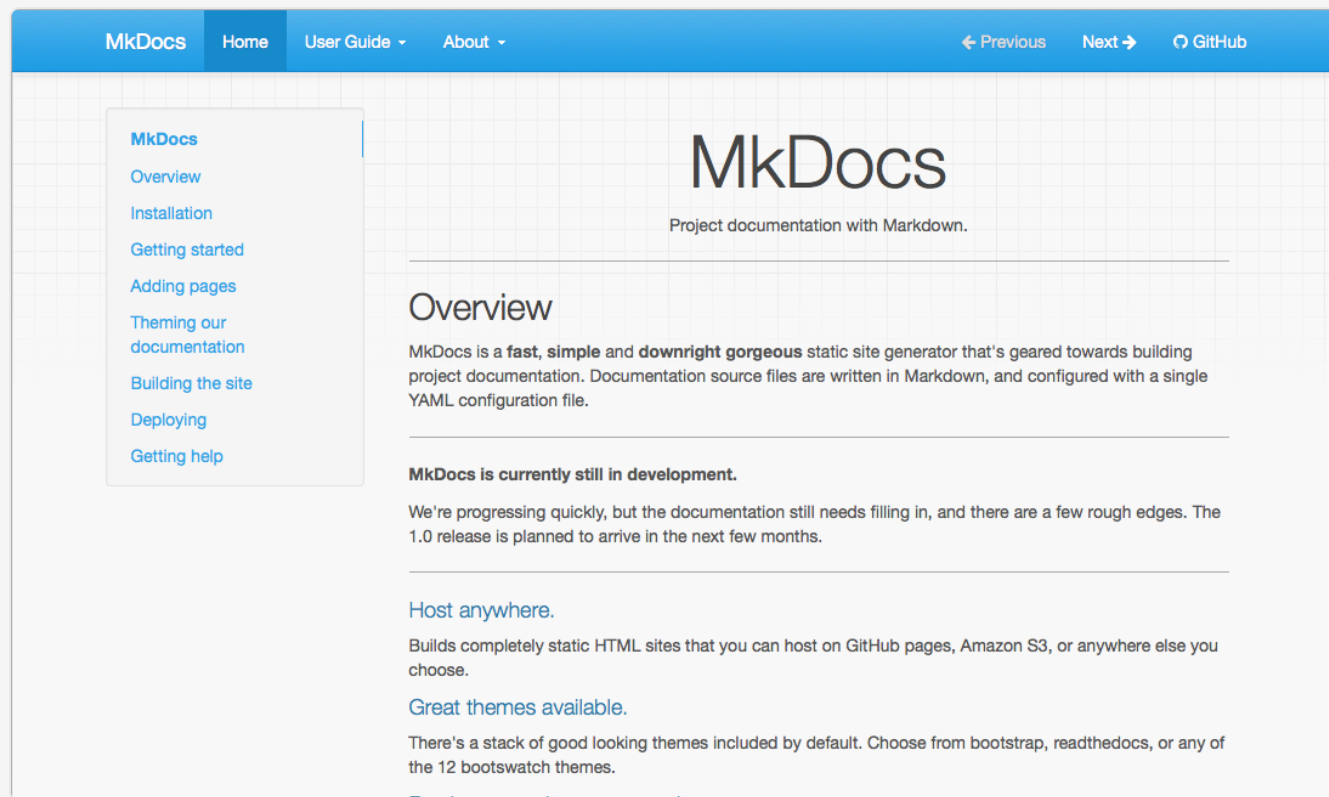 MkDocs Home User Guide About Previous Next GitHub
MkDocs
Overview
Installation
Getting started
Adding pages
Theming our
documentation
Building the site
Deploying
Getting help
MkDocs
Project documentation with Markdown.
Overview
MkDocs is a fast, simple and downright gorgeous static site generator that's geared towards building
project documentation. Documentation source files are written in Markdown, and configured with a single
YAML configuration file.
MkDocs is currently still in development.
We're progressing quickly, but the documentation still needs filling in, and there are a few rough edges. The
1.0 release is planned to arrive in the next few months.
Host anywhere.
Builds completely static HTML sites that you can host on GitHub pages, Amazon S3, or anywhere else you
choose.
Great themes available.
There's a stack of good looking themes included by default. Choose from bootstrap, readthedocs, or any of
the 12 bootswatch themes.